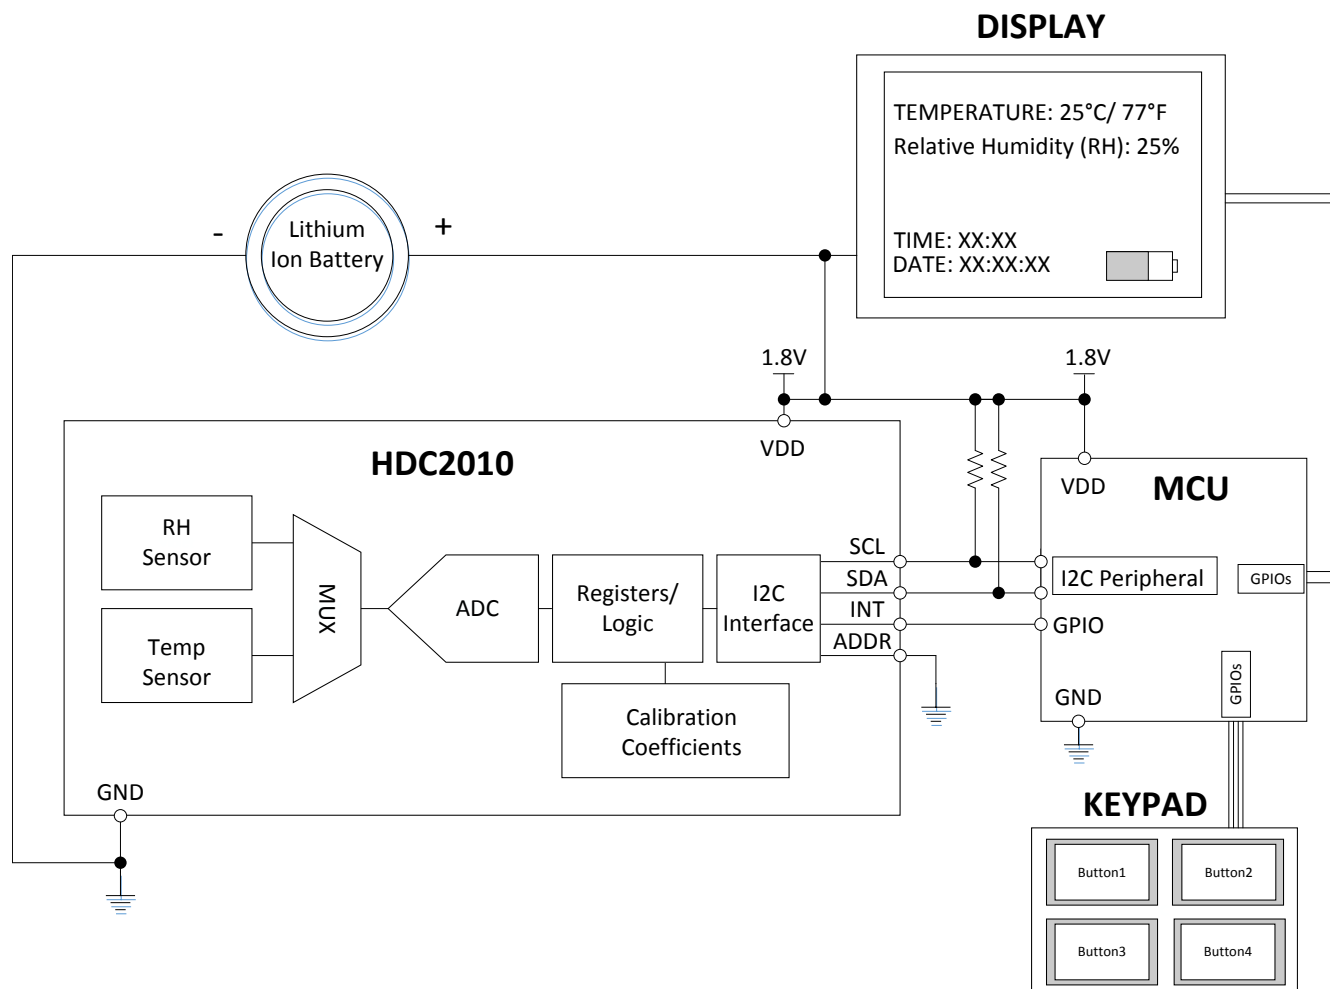 DISPLAY
TEMPERATURE: 25°C/ 77°F
Relative Humidity (RH): 25%
TIME: XX:XX
DATE: XX:XX:XX
-
+
Lithium
Ion Battery
1.8V
1.8V
VDD
HDC2010
RH
Sensor
Temp
Sensor
MUX
ADC
Registers/
Logic
I2C
Interface
Calibration
Coefficients
SCL
SDA
INT
ADDR
GND
VDD
MCU
I2C Peripheral
GPIOs
GPIO
GPIOs
GND
KEYPAD
Button1
Button2
Button3
Button4